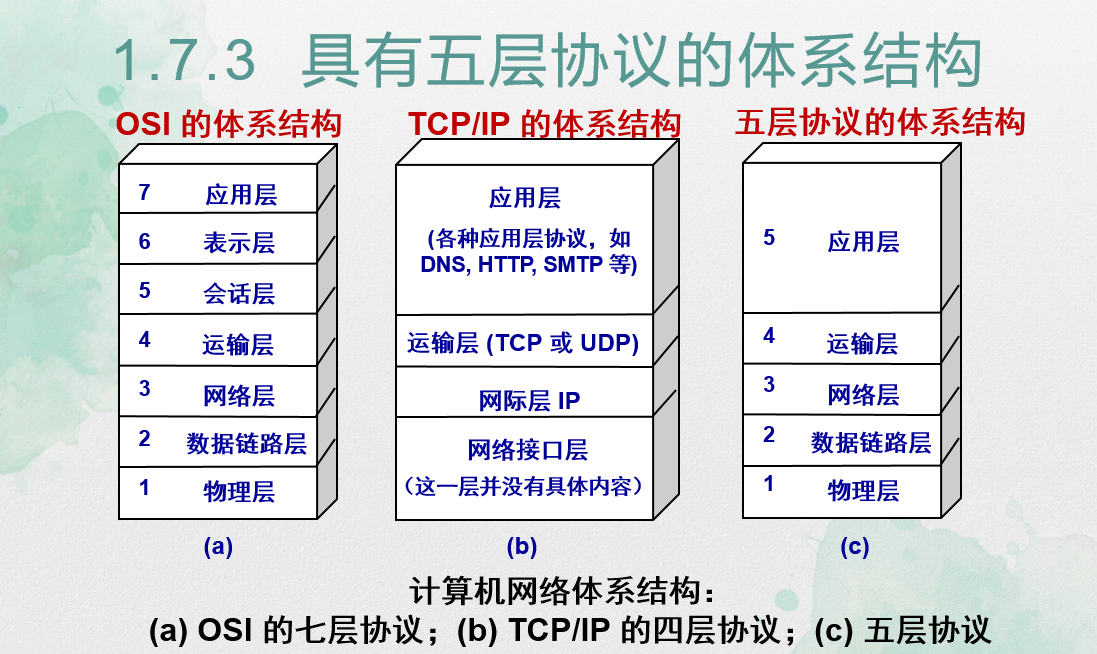 1.7.3 具有五层协议的体系结构
OSI 的体系结构
7 应用层
6 表示层
5 会话层
4 运输层
3 网络层
2 数据链路层
1 物理层
(a)
TCP/IP 的体系结构
应用层
(各种应用层协议，如
DNS, HTTP, SMTP 等)
运输层 (TCP 或 UDP)
网际层 IP
网络接口层
（这一层并没有具体内容）
(b)
五层协议的体系结构
5 应用层
4 运输层
3 网络层
2 数据链路层
1 物理层
(c)
计算机网络体系结构：
(a) OSI 的七层协议；(b) TCP/IP 的四层协议；(c) 五层协议